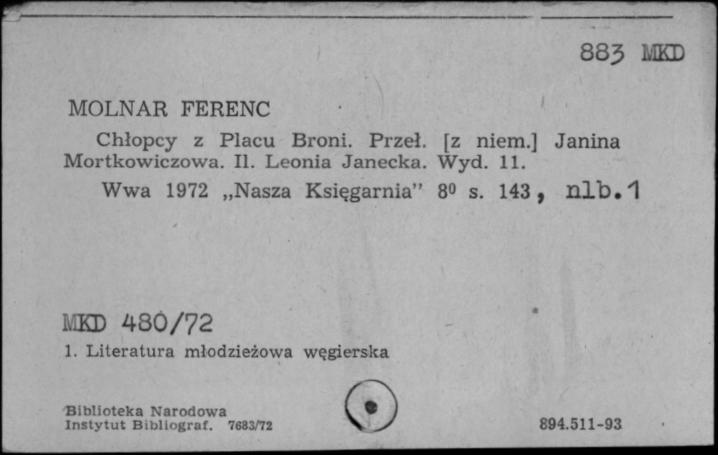 883 MKD
MOLNAR FERENC
Chłopcy z Placu Broni. Przeł. [z niem.] Janina
Mortkowiczowa. Il. Leonia Janecka. Wyd. 11.
Wwa 1972 „Nasza Księgarnia” 8⁰ s. 143, nlb.1
MKD 480/72
1. Literatura młodzieżowa węgierska
Biblioteka Narodowa
Instytut Bibliograf. 7683/72
894.511-93